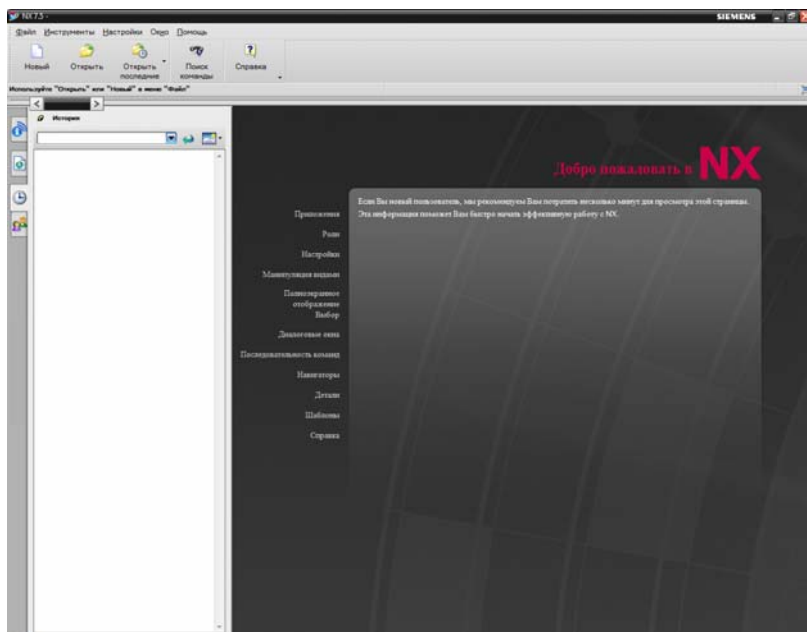 NX 7.5 -
SIEMENS
Файл Инструменты Настройки Окно Помощь
Новый
Открыть
Открыть последние
Поиск команды
Справка
Используйте "Открыть" или "Новый" в меню "Файл"
История
Добро пожаловать в NX
Если Вы новый пользователь, мы рекомендуем Вам потратить несколько минут для просмотра этой страницы.
Эта информация поможет Вам быстро начать эффективную работу с NX.
Приложения
Роли
Настройки
Манипуляция видами
Полноэкранное
отображение
Выбор
Диалоговые окна
Последовательность команд
Навигаторы
Детали
Шаблоны
Справка